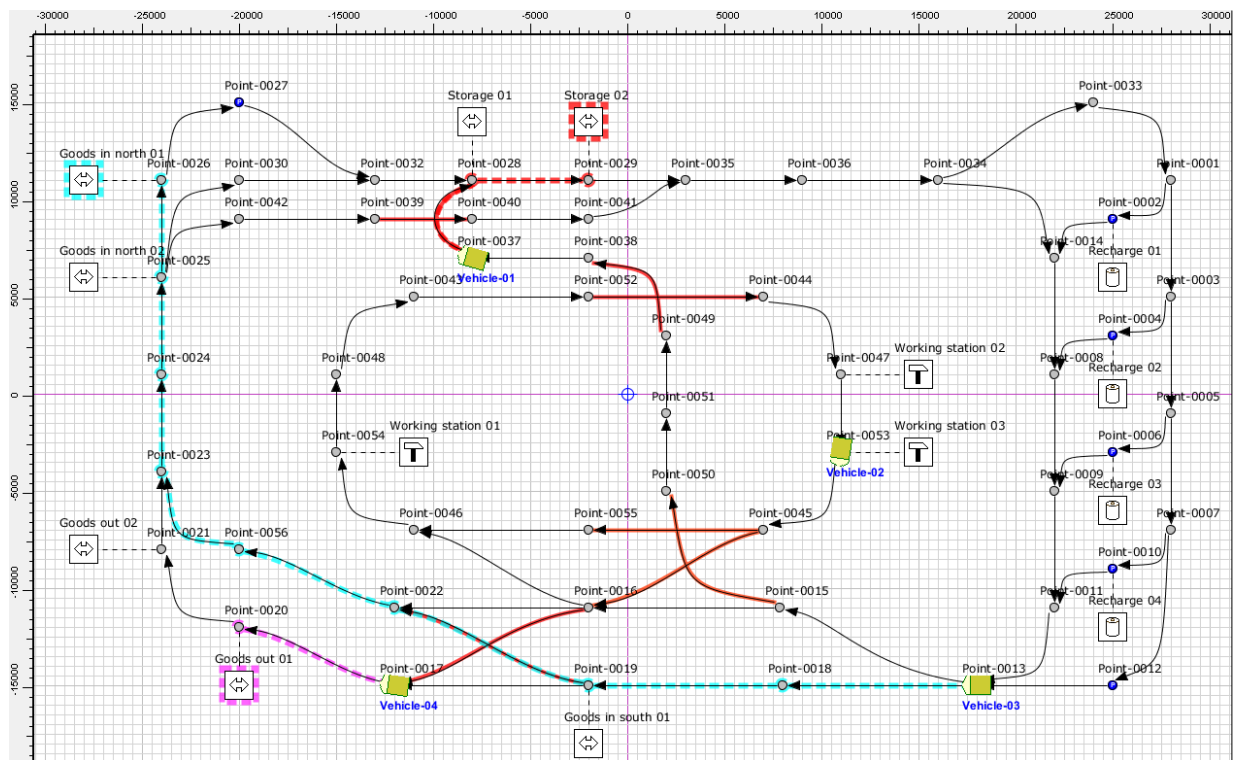 -30000 -25000 -20000 -15000 -10000 -5000 0 5000 10000 15000 20000 25000 30000
15000
10000
5000
0
-5000
-10000
-15000
Point-0027
Point-0033
Storage 01
Storage 02
Goods in north 01
Point-0026
Point-0030
Point-0032
Point-0028
Point-0029
Point-0035
Point-0036
Point-0034
Point-0001
Point-0042
Point-0039
Point-0040
Point-0041
Point-0002
Goods in north 02
Point-0025
Point-0037
Point-0038
Point-0014
Recharge 01
Vehicle-01
Point-0043
Point-0052
Point-0044
Point-0003
Point-0049
Point-0004
Point-0024
Point-0048
Point-0047
Working station 02
Point-0008
Recharge 02
Point-0051
Point-0005
Point-0023
Point-0054
Working station 01
Point-0053
Working station 03
Point-0006
Vehicle-02
Point-0050
Point-0009
Recharge 03
Goods out 02
Point-0021
Point-0056
Point-0046
Point-0055
Point-0045
Point-0007
Point-0010
Point-0022
Point-0016
Point-0015
Point-0011
Recharge 04
Point-0020
Goods out 01
Point-0017
Point-0019
Point-0018
Point-0013
Point-0012
Vehicle-04
Vehicle-03
Goods in south 01